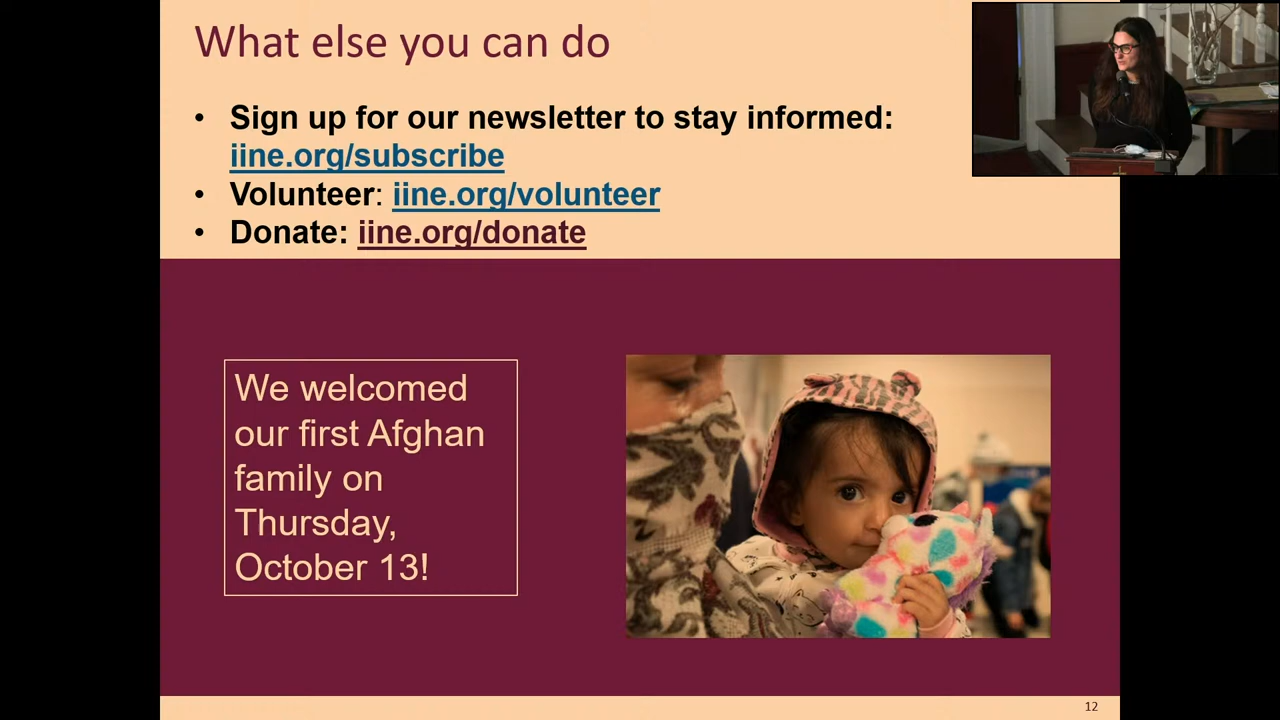 What else you can do
• Sign up for our newsletter to stay informed:
iine.org/subscribe
• Volunteer: iine.org/volunteer
• Donate: iine.org/donate
We welcomed
our first Afghan
family on
Thursday,
October 13!
12